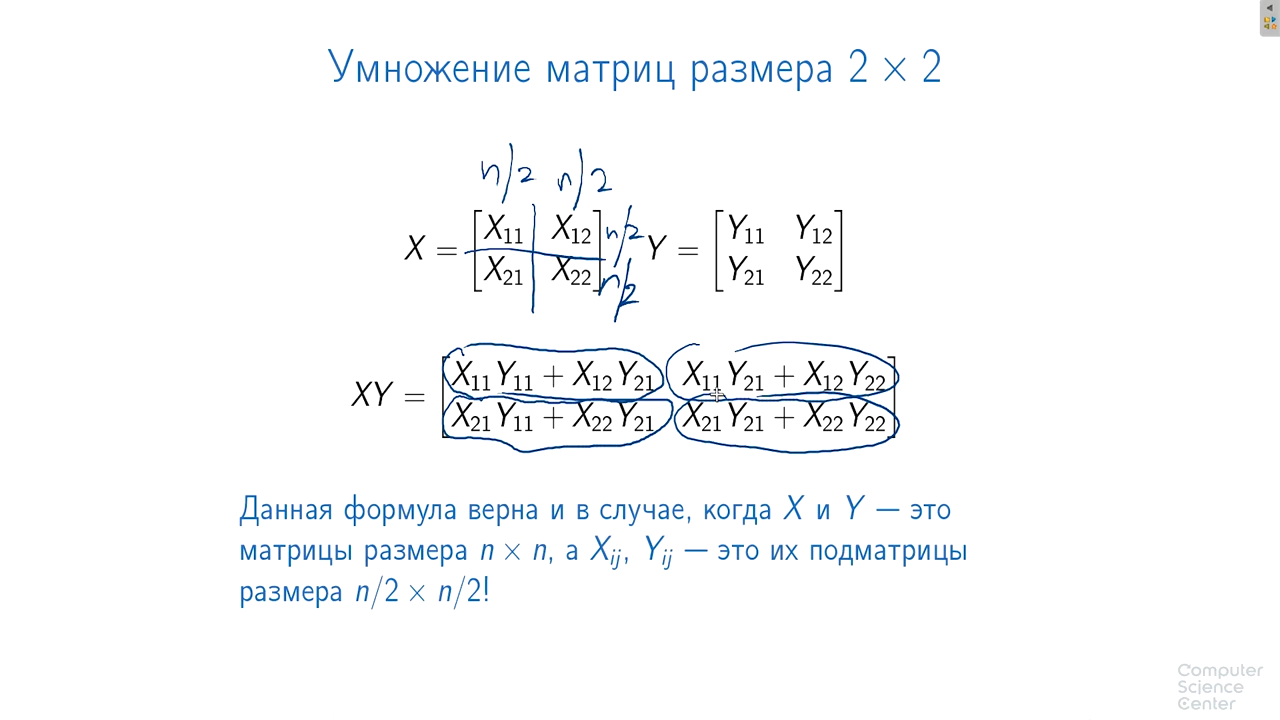 Умножение матриц размера 2 × 2
n/2 n/2
X = [X₁₁ X₁₂ n/2 Y = [Y₁₁ Y₁₂
X₂₁ X₂₂] n/2 Y₂₁ Y₂₂]
XY = [X₁₁Y₁₁ + X₁₂Y₂₁ X₁₁Y₂₁ + X₁₂Y₂₂
X₂₁Y₁₁ + X₂₂Y₂₁ X₂₁Y₂₁ + X₂₂Y₂₂]
Данная формула верна и в случае, когда X и Y — это
матрицы размера n × n, а Xᵢⱼ, Yᵢⱼ — это их подматрицы
размера n/2 × n/2!
Computer
Science
Center